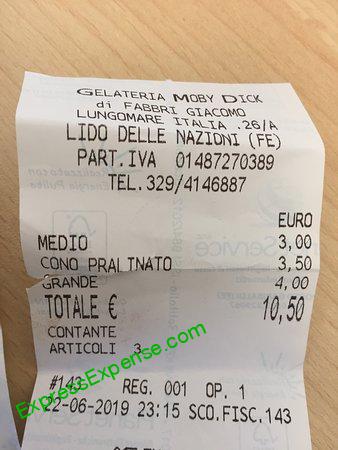 GELATERIA MOBY DICK
di FABBRI GIACOMO
LUNGOMARE ITALIA ,26/A
LIDO DELLE NAZIONI (FE)
PART.IVA 01487270389
TEL.329/4146887
EURO
MEDIO 3,00
CONO PRALINATO 3,50
GRANDE 4,00
TOTALE € 10,50
CONTANTE
ARTICOLI 3
#143 REG. 001 OP. 1
22-06-2019 23:15 SCO.FISC.143
ExpressExpense.com
Service